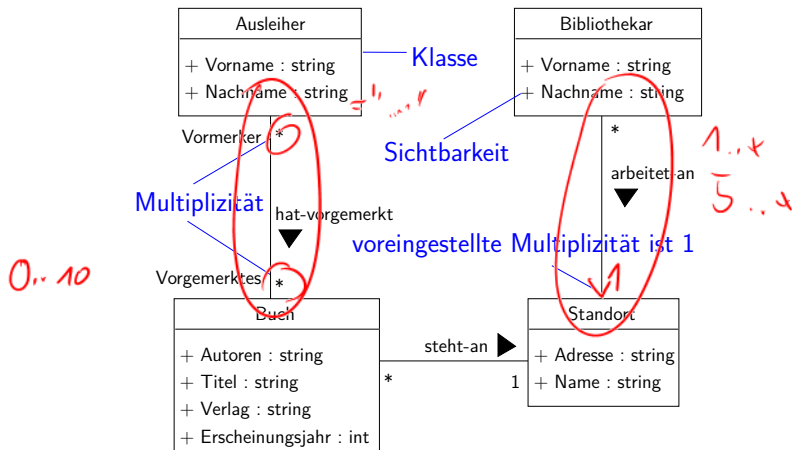 Ausleiher
+ Vorname : string
+ Nachname : string
Bibliothekar
+ Vorname : string
+ Nachname : string
Klasse
Vormerker
*
Sichtbarkeit
*
1..*
arbeitet-an
5..*
Multiplizität
hat-vorgemerkt
voreingestellte Multiplizität ist 1
0..10
Vorgemerktes
*
1
Buch
+ Autoren : string
+ Titel : string
+ Verlag : string
+ Erscheinungsjahr : int
steht-an
*
1
Standort
+ Adresse : string
+ Name : string